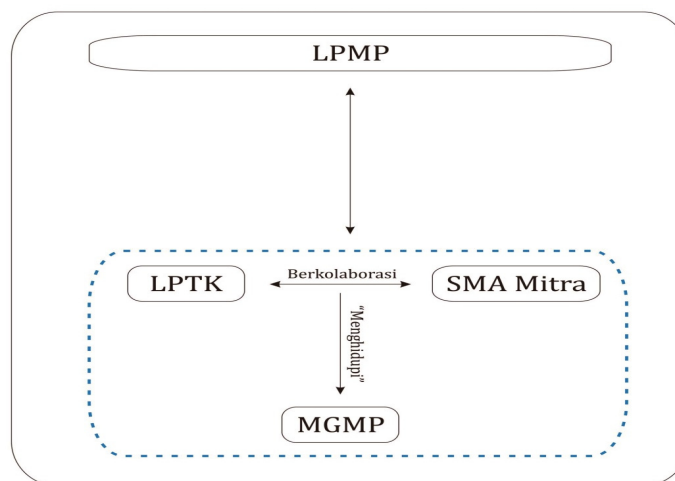 LPMP
Berkolaborasi
LPTK
SMA Mitra
“Menghidupi”
MGMP